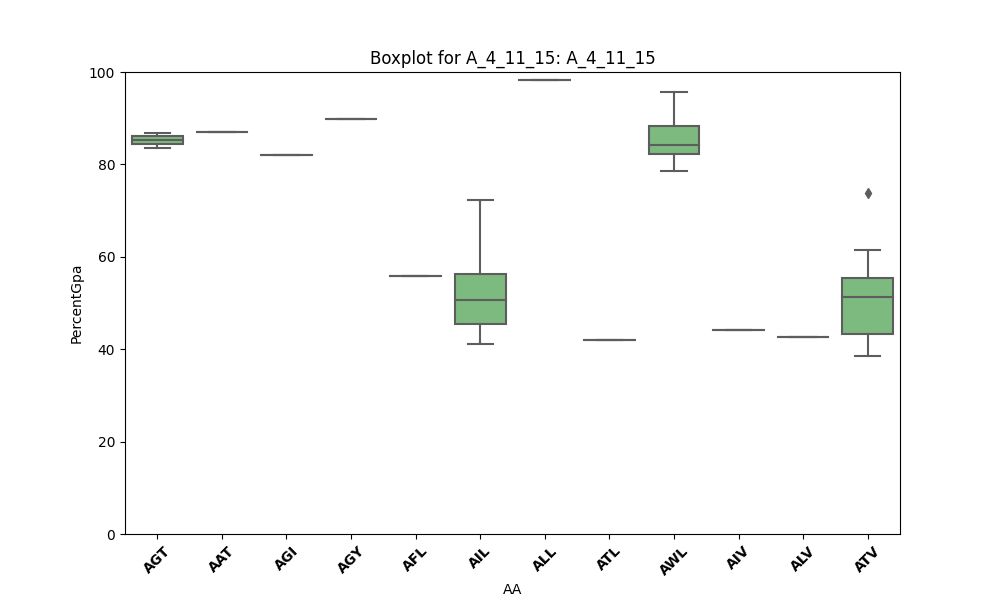 Boxplot for A_4_11_15: A_4_11_15
100
80
60
40
20
0
PercentGpa
AGT AAT AGI AGY AFL AIL ALL ATL AWL AIV ALV ATV
AA